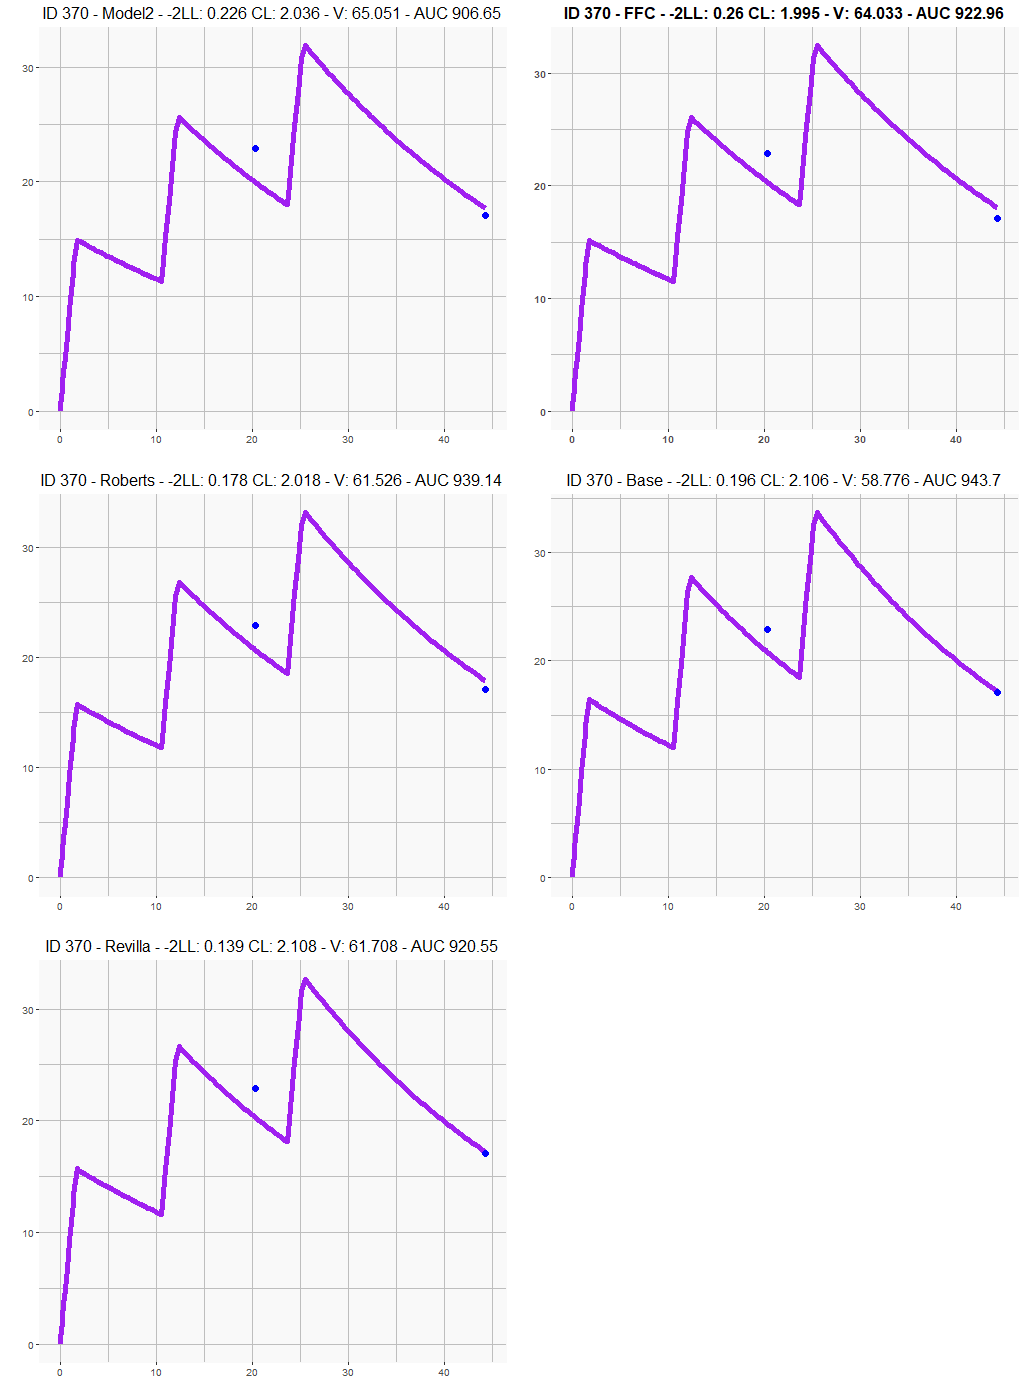 ID 370 - Model2 - -2LL: 0.226 CL: 2.036 - V: 65.051 - AUC 906.65
30
20
10
0
0 10 20 30 40
ID 370 - FFC - -2LL: 0.26 CL: 1.995 - V: 64.033 - AUC 922.96
30
20
10
0
0 10 20 30 40
ID 370 - Roberts - -2LL: 0.178 CL: 2.018 - V: 61.526 - AUC 939.14
30
20
10
0
0 10 20 30 40
ID 370 - Base - -2LL: 0.196 CL: 2.106 - V: 58.776 - AUC 943.7
30
20
10
0
0 10 20 30 40
ID 370 - Revilla - -2LL: 0.139 CL: 2.108 - V: 61.708 - AUC 920.55
30
20
10
0
0 10 20 30 40